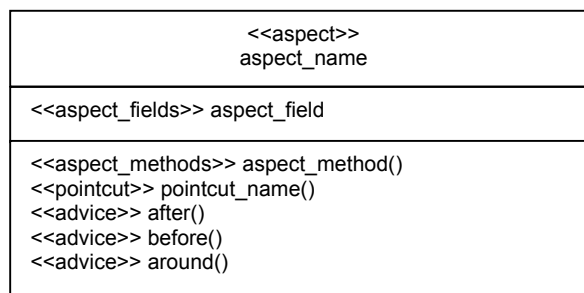 <<aspect>>
aspect_name
<<aspect_fields>> aspect_field
<<aspect_methods>> aspect_method()
<<pointcut>> pointcut_name()
<<advice>> after()
<<advice>> before()
<<advice>> around()